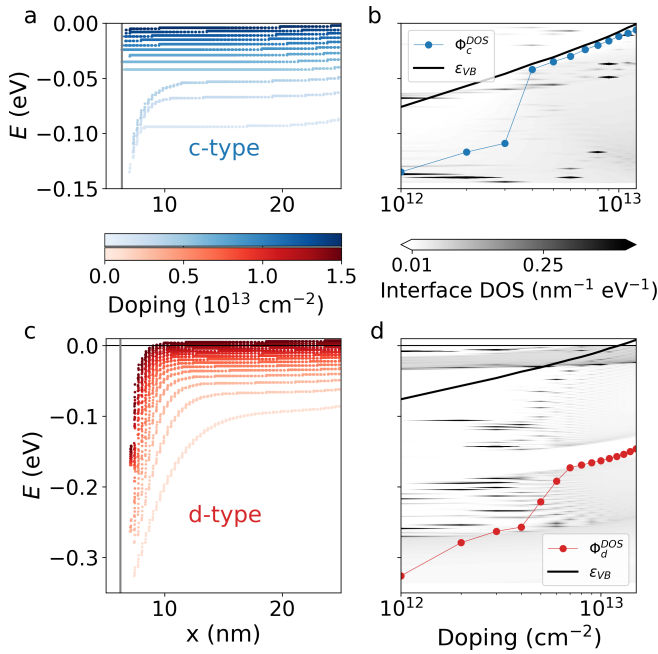 a
0.00
−0.05
−0.10
−0.15
E (eV)
c-type
10
20
b
Φ_c^DOS
ε_VB
10^12
10^13
0.0
0.5
1.0
1.5
Doping (10^13 cm^−2)
0.01
0.25
Interface DOS (nm^−1 eV^−1)
c
0.0
−0.1
−0.2
−0.3
E (eV)
d-type
10
20
x (nm)
d
Φ_d^DOS
ε_VB
10^12
10^13
Doping (cm^−2)